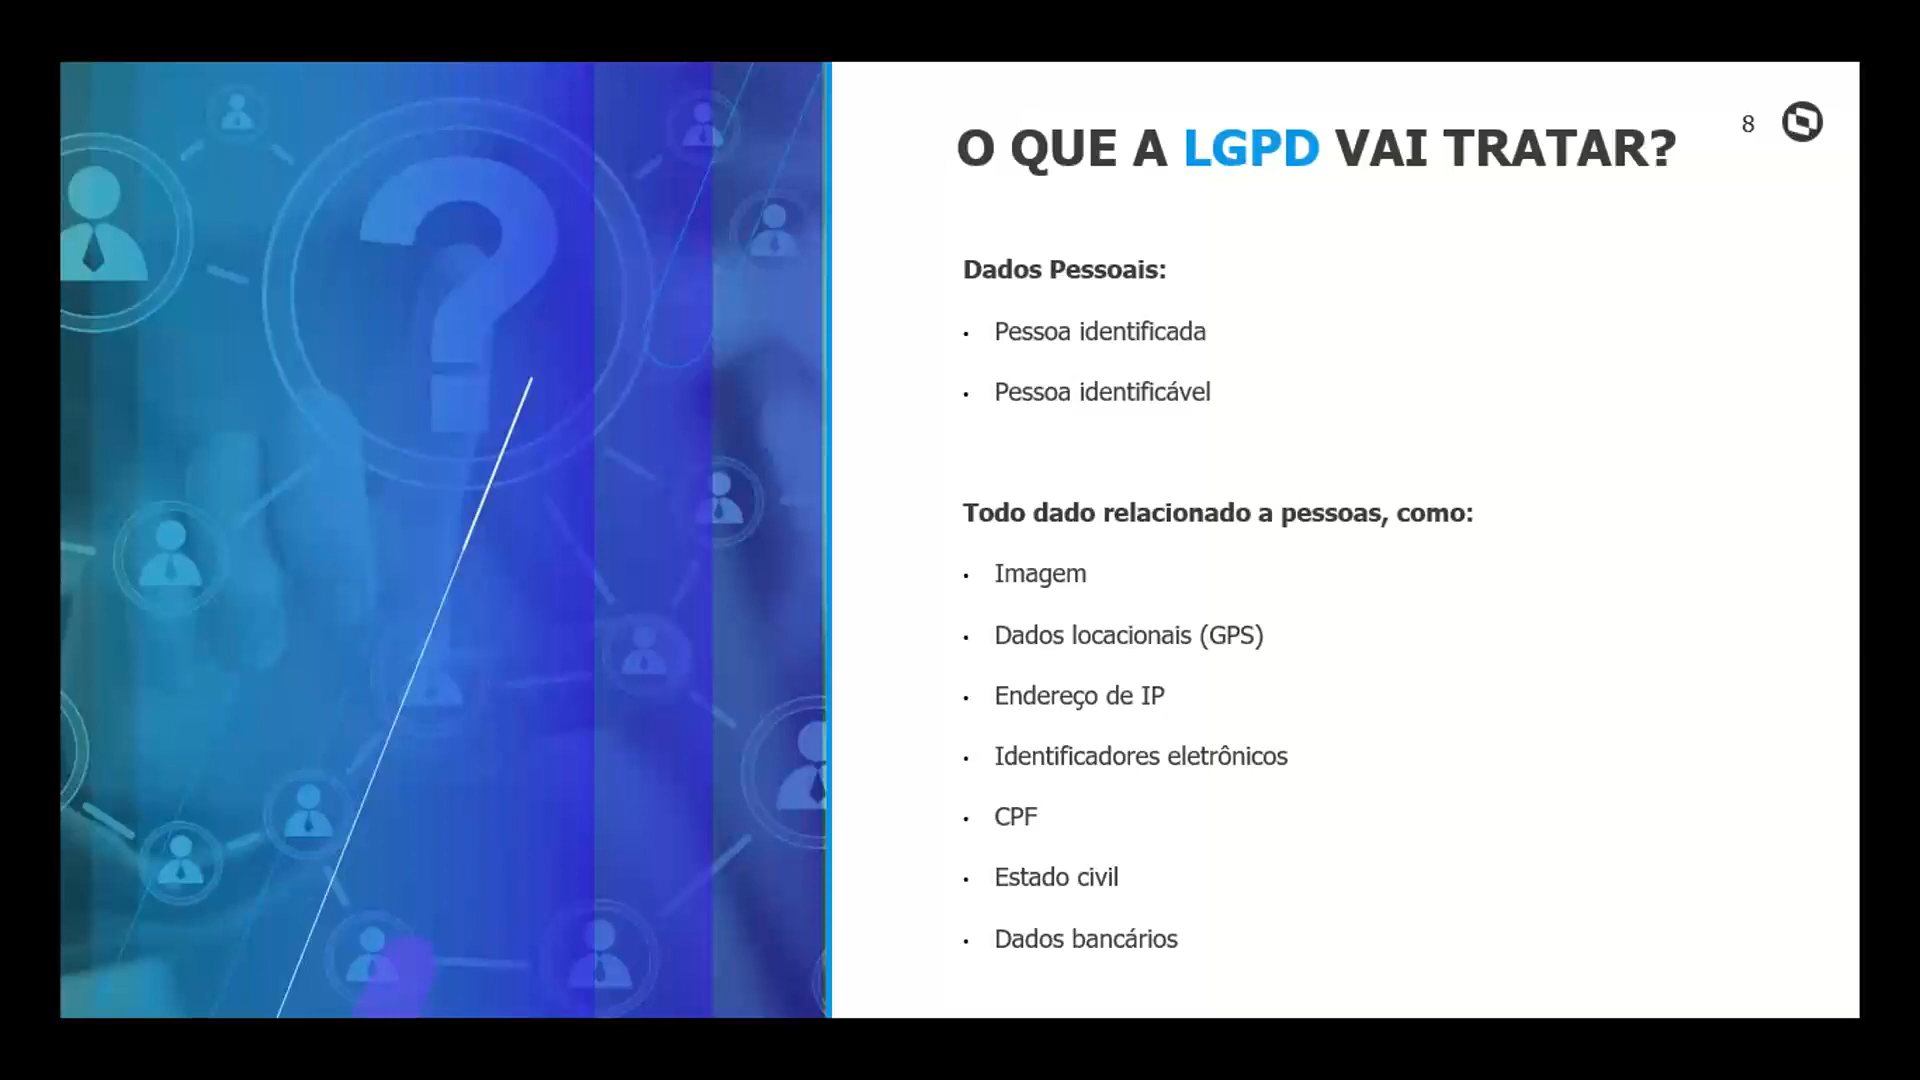 O QUE A LGPD VAI TRATAR?
8
Dados Pessoais:
• Pessoa identificada
• Pessoa identificável
Todo dado relacionado a pessoas, como:
• Imagem
• Dados locacionais (GPS)
• Endereço de IP
• Identificadores eletrônicos
• CPF
• Estado civil
• Dados bancários